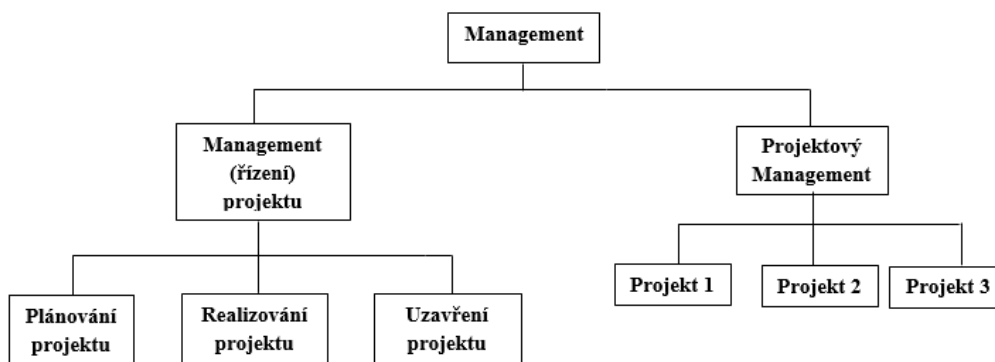 Management
Management
(řízení)
projektu
Projektový
Management
Projekt 1
Projekt 2
Projekt 3
Plánování
projektu
Realizování
projektu
Uzavření
projektu